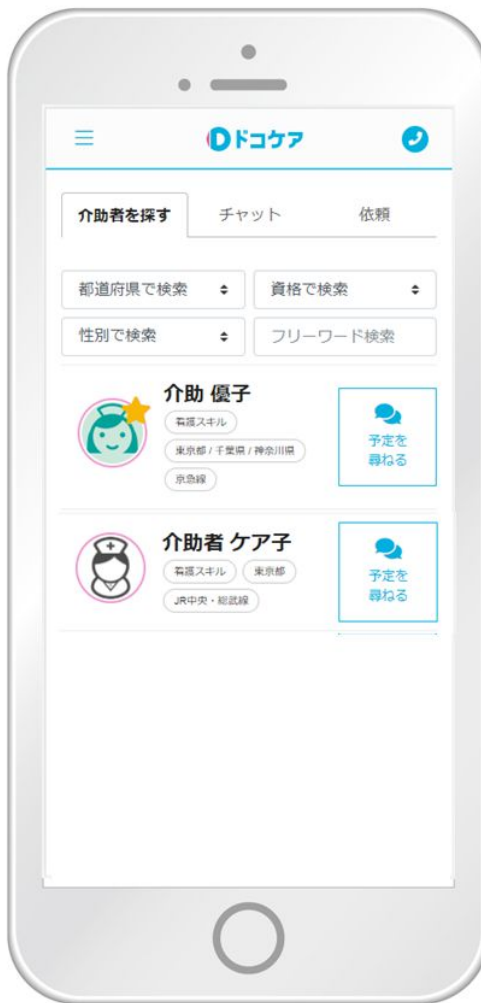 ドコケア
介助者を探す
チャット
依頼
都道府県で検索
資格で検索
性別で検索
フリーワード検索
介助 優子
看護スキル
東京都 / 千葉県 / 神奈川県
京急線
予定を
尋ねる
介助者 ケア子
看護スキル
東京都
JR中央・総武線
予定を
尋ねる